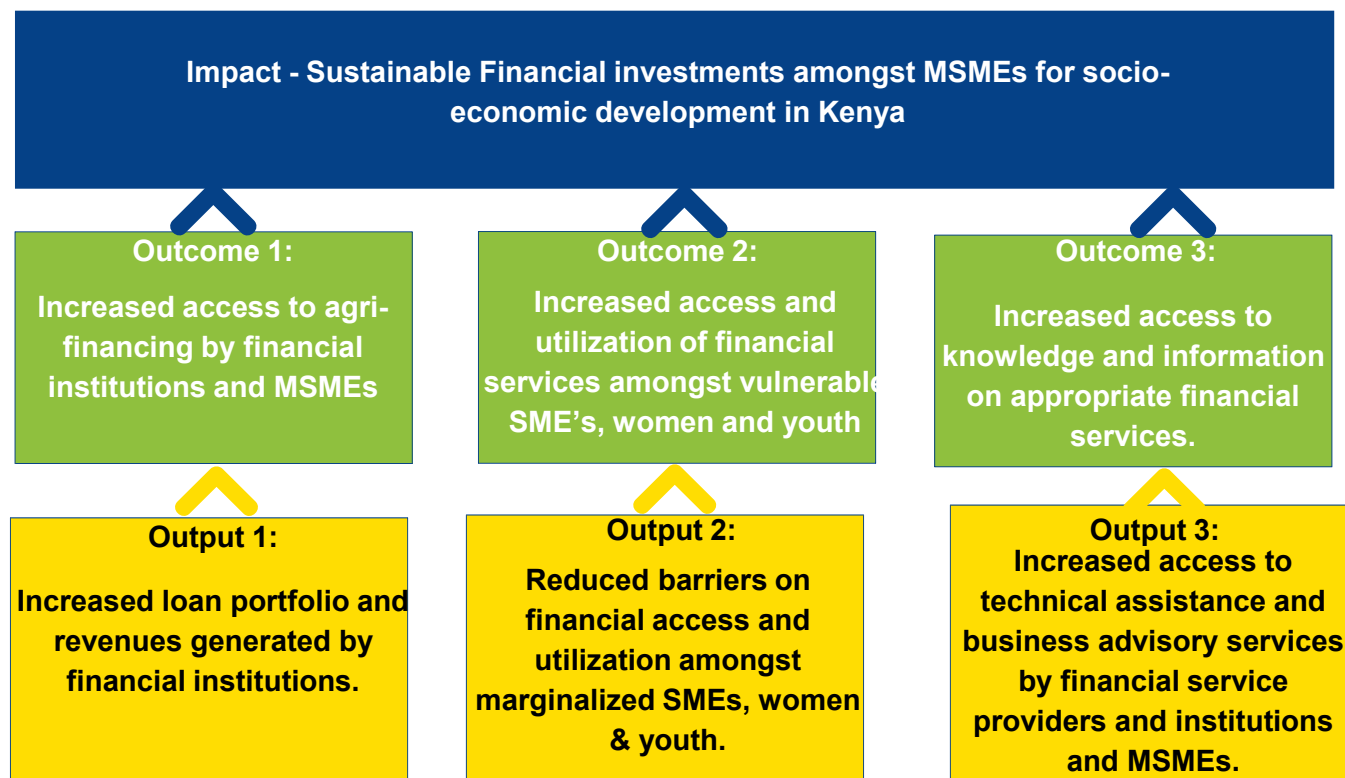 Impact - Sustainable Financial investments amongst MSMEs for socio-
economic development in Kenya
Outcome 1:
Increased access to agri-
financing by financial
institutions and MSMEs
Outcome 2:
Increased access and
utilization of financial
services amongst vulnerable
SME's, women and youth
Outcome 3:
Increased access to
knowledge and information
on appropriate financial
services.
Output 1:
Increased loan portfolio and
revenues generated by
financial institutions.
Output 2:
Reduced barriers on
financial access and
utilization amongst
marginalized SMEs, women
& youth.
Output 3:
Increased access to
technical assistance and
business advisory services
by financial service
providers and institutions
and MSMEs.